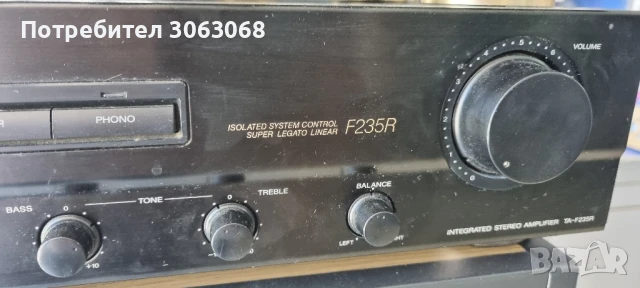 Потребител 3063068
VOLUME
PHONO
ISOLATED SYSTEM CONTROL
SUPER LEGATO LINEAR F235R
BASS 0 TONE 0 TREBLE
BALANCE
+10 LEFT
INTEGRATED STEREO AMPLIFIER TA-F235R
BAZAR